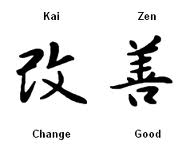 Kai Zen
改善
Change Good